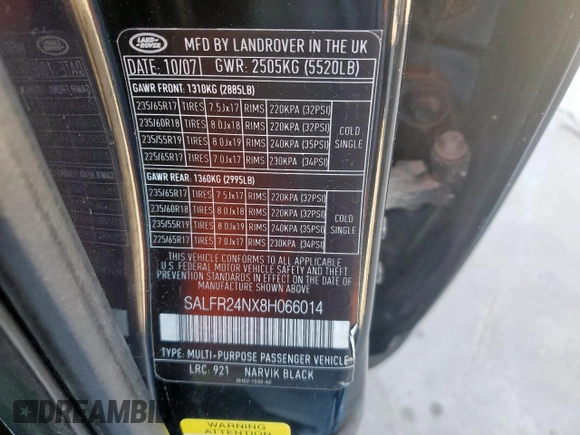 LAND ROVER
MFD BY LANDROVER IN THE UK
DATE: 10/07 GWR: 2505KG (5520LB)
GAWR FRONT: 1310KG (2885LB)
235/65R17 TIRES 7.5Jx17 RIMS 220KPA (32PSI)
235/60R18 TIRES 8.0Jx18 RIMS 220KPA (32PSI)
235/55R19 TIRES 8.0Jx19 RIMS 240KPA (35PSI)
225/65R17 TIRES 7.0Jx17 RIMS 230KPA (34PSI)
COLD SINGLE
GAWR REAR: 1360KG (2995LB)
235/65R17 TIRES 7.5Jx17 RIMS 220KPA (32PSI)
235/60R18 TIRES 8.0Jx18 RIMS 220KPA (32PSI)
235/55R19 TIRES 8.0Jx19 RIMS 240KPA (35PSI)
225/65R17 TIRES 7.0Jx17 RIMS 230KPA (34PSI)
COLD SINGLE
THIS VEHICLE CONFORMS TO ALL APPLICABLE
U.S. FEDERAL MOTOR VEHICLE SAFETY AND THEFT
PREVENTION STANDARDS IN EFFECT ON THE DATE OF
MANUFACTURE SHOWN ABOVE.
SALFR24NX8H066014
TYPE: MULTI-PURPOSE PASSENGER VEHICLE
LRC: 921 NARVIK BLACK
WARNING
ATTENTION
DREAMBID